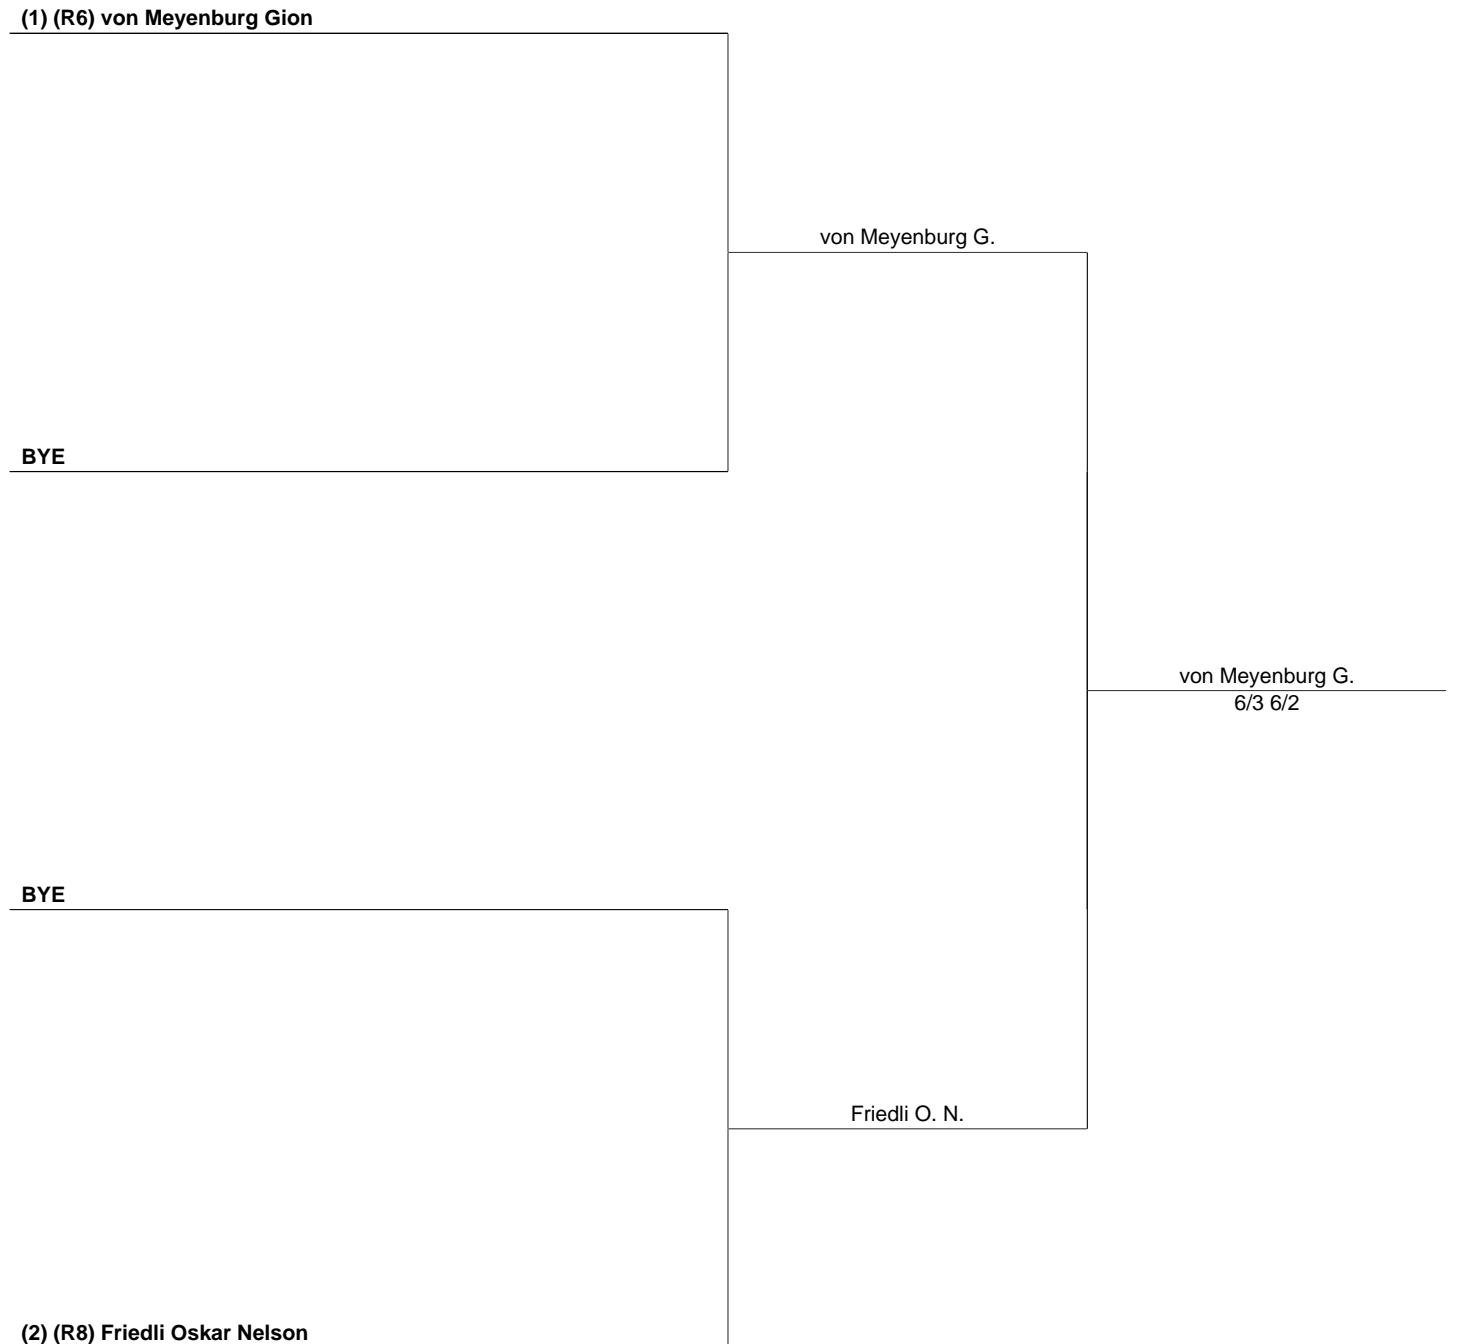 (1) (R6) von Meyenburg Gion
von Meyenburg G.
BYE
von Meyenburg G.
6/3 6/2
BYE
Friedli O. N.
(2) (R8) Friedli Oskar Nelson